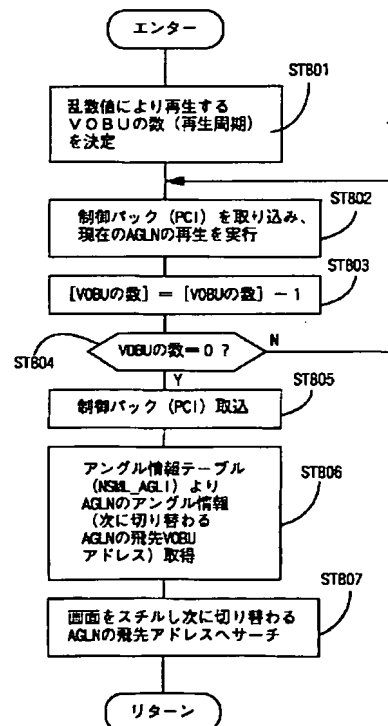 エンター
ST801
乱数値により再生する
VOBUの数（再生周期）
を決定
ST802
制御パック（PCI）を取り込み、
現在のAGLNの再生を実行
ST803
[VOBUの数] = [VOBUの数] − 1
VOBUの数=0 ?
N
ST804
Y
ST805
制御パック（PCI）取込
アングル情報テーブル
（NSML_AGLI）より
AGLNのアングル情報
（次に切り替わる
AGLNの飛先VOBU
アドレス）取得
ST806
ST807
画面をスチルし次に切り替わる
AGLNの飛先アドレスへサーチ
リターン